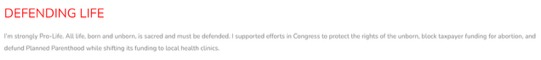 DEFENDING LIFE
I'm strongly Pro-Life. All life, born and unborn, is sacred and must be defended. I supported efforts in Congress to protect the rights of the unborn, block taxpayer funding for abortion, and
defund Planned Parenthood while shifting its funding to local health clinics.